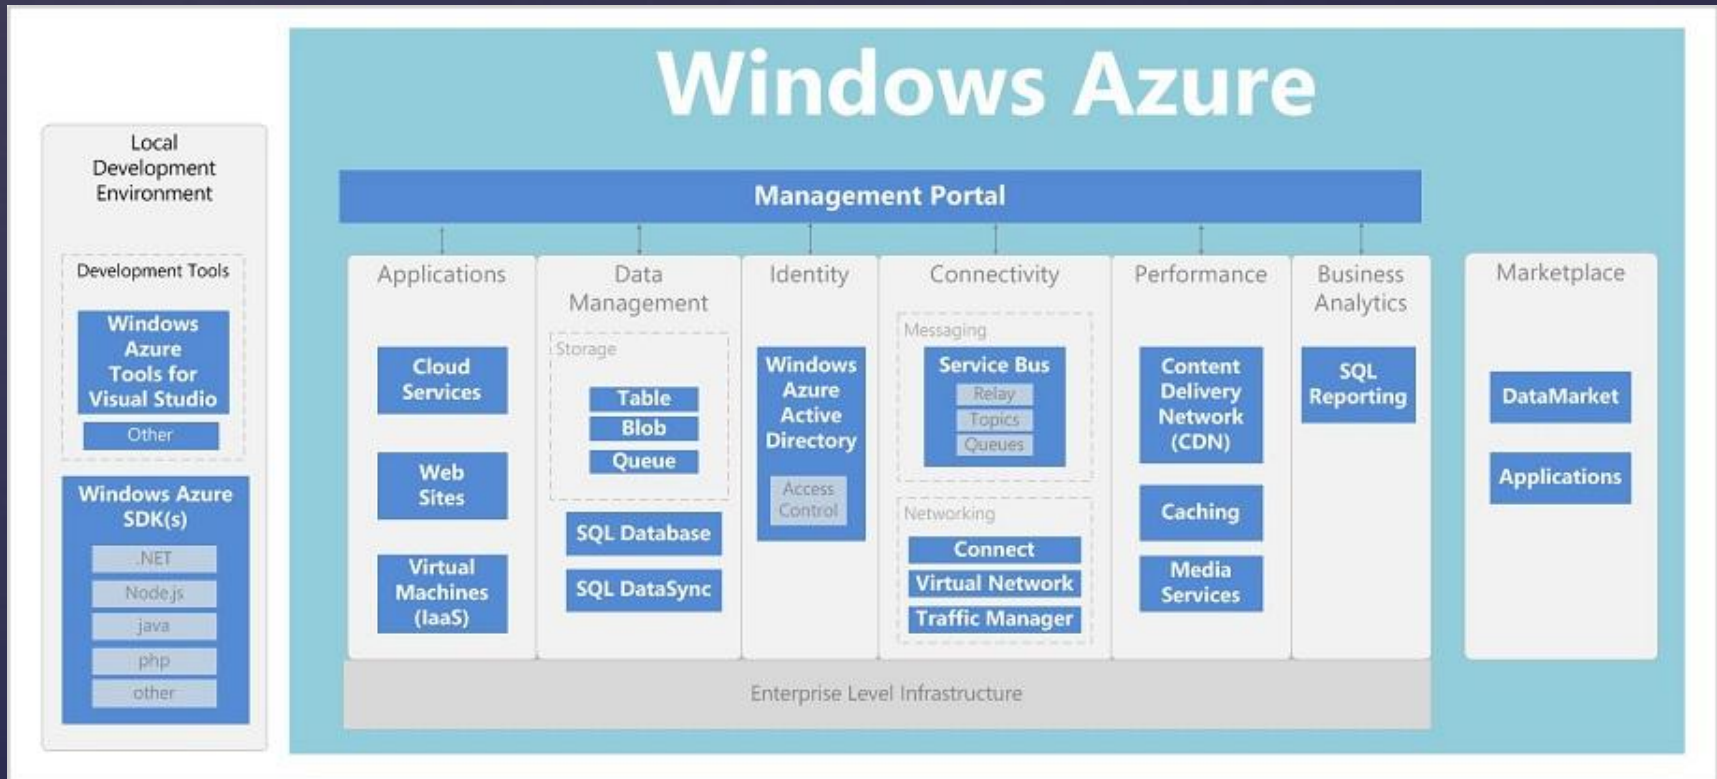 Windows Azure
Local
Development
Environment
Development Tools
Windows
Azure
Tools for
Visual Studio
Other
Windows Azure
SDK(s)
.NET
Node.js
java
php
other
Management Portal
Applications
Cloud
Services
Web
Sites
Virtual
Machines
(IaaS)
Data
Management
Storage
Table
Blob
Queue
SQL Database
SQL DataSync
Identity
Windows
Azure
Active
Directory
Access
Control
Connectivity
Messaging
Service Bus
Relay
Topics
Queues
Networking
Connect
Virtual Network
Traffic Manager
Performance
Content
Delivery
Network
(CDN)
Caching
Media
Services
Business
Analytics
SQL
Reporting
Marketplace
DataMarket
Applications
Enterprise Level Infrastructure